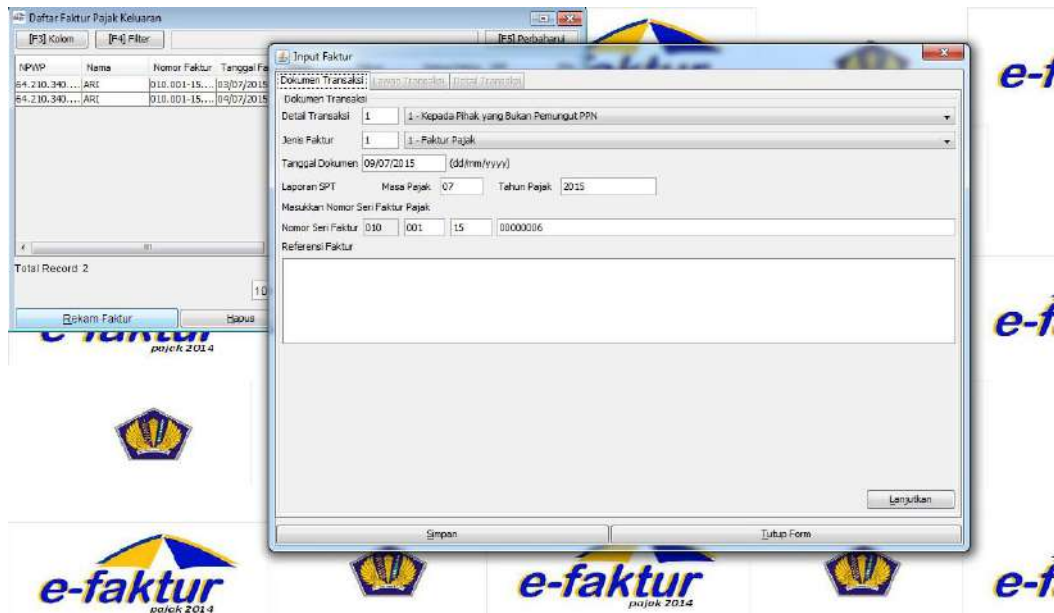 Daftar Faktur Pajak Keluaran
[F3] Kolom [F4] Filter [F5] Perbaharui
NPWP Nama Nomor Faktur Tanggal Fa
64.210.340.... ARI 010.001-15.... 03/07/2015
64.210.340.... ARI 010.001-15.... 04/07/2015
Total Record 2
10
Rekam Faktur Hapus
Input Faktur
Dokumen Transaksi Lawan Transaksi Detail Transaksi
Dokumen Transaksi
Detail Transaksi 1 1 - Kepada Pihak yang Bukan Pemungut PPN
Jenis Faktur 1 1 - Faktur Pajak
Tanggal Dokumen 09/07/2015 (dd/mm/yyyy)
Laporan SPT Masa Pajak 07 Tahun Pajak 2015
Masukkan Nomor Seri Faktur Pajak
Nomor Seri Faktur 010 001 15 00000006
Referensi Faktur
Lanjutkan
Simpan Tutup Form
e-f
e-faktur
pajak 2014
e-f
e-faktur
pajak 2014
e-faktur
pajak 2014
e-f